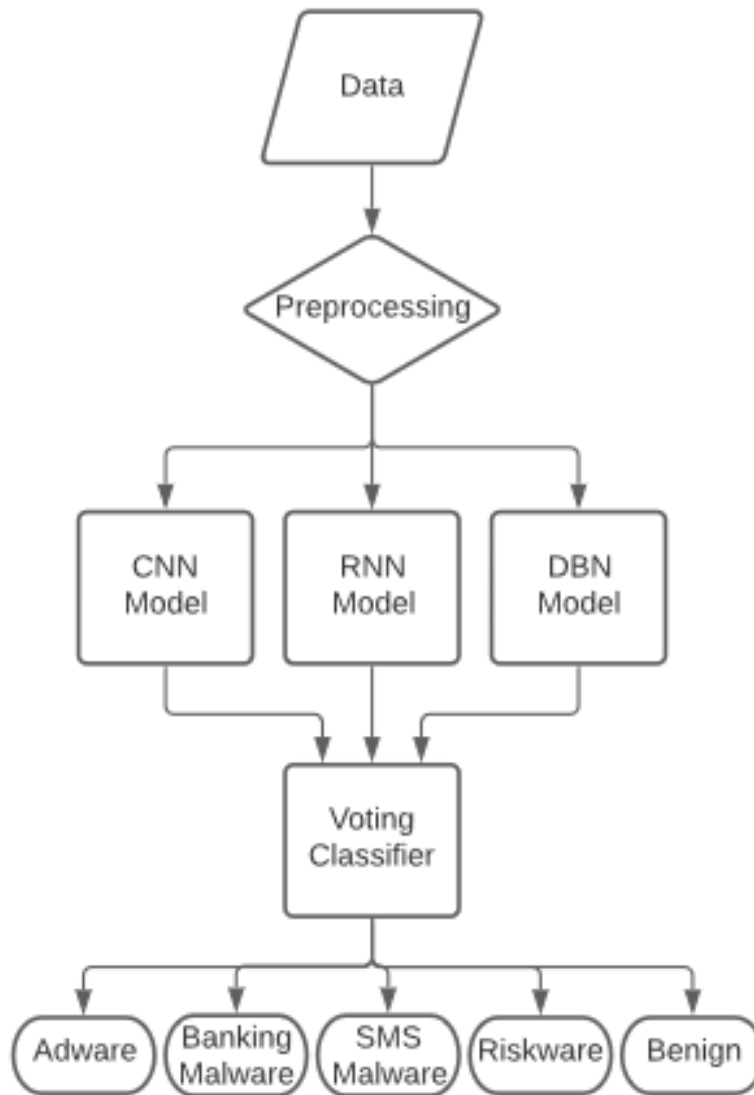 Data
Preprocessing
CNN
Model
RNN
Model
DBN
Model
Voting
Classifier
Adware
Banking
Malware
SMS
Malware
Riskware
Benign